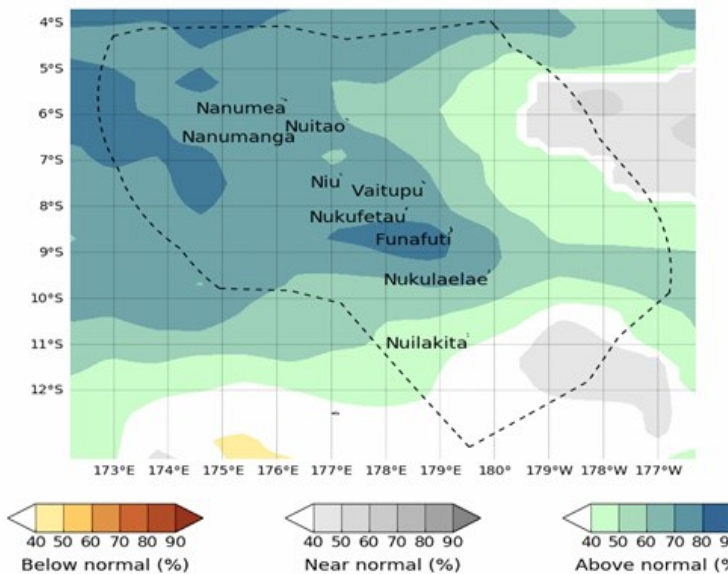 4°S
5°S
Nanumea
6°S
Nuitao
Nanumanga
7°S
Niu
Vaitupu
8°S
Nukufetau
Funafuti
9°S
Nukulaelae
10°S
Nuilakita
11°S
12°S
173°E 174°E 175°E 176°E 177°E 178°E 179°E 180° 179°W 178°W 177°W
40 50 60 70 80 90 40 50 60 70 80 90 40 50 60 70 80 9
Below normal (%) Near normal (%) Above normal (%